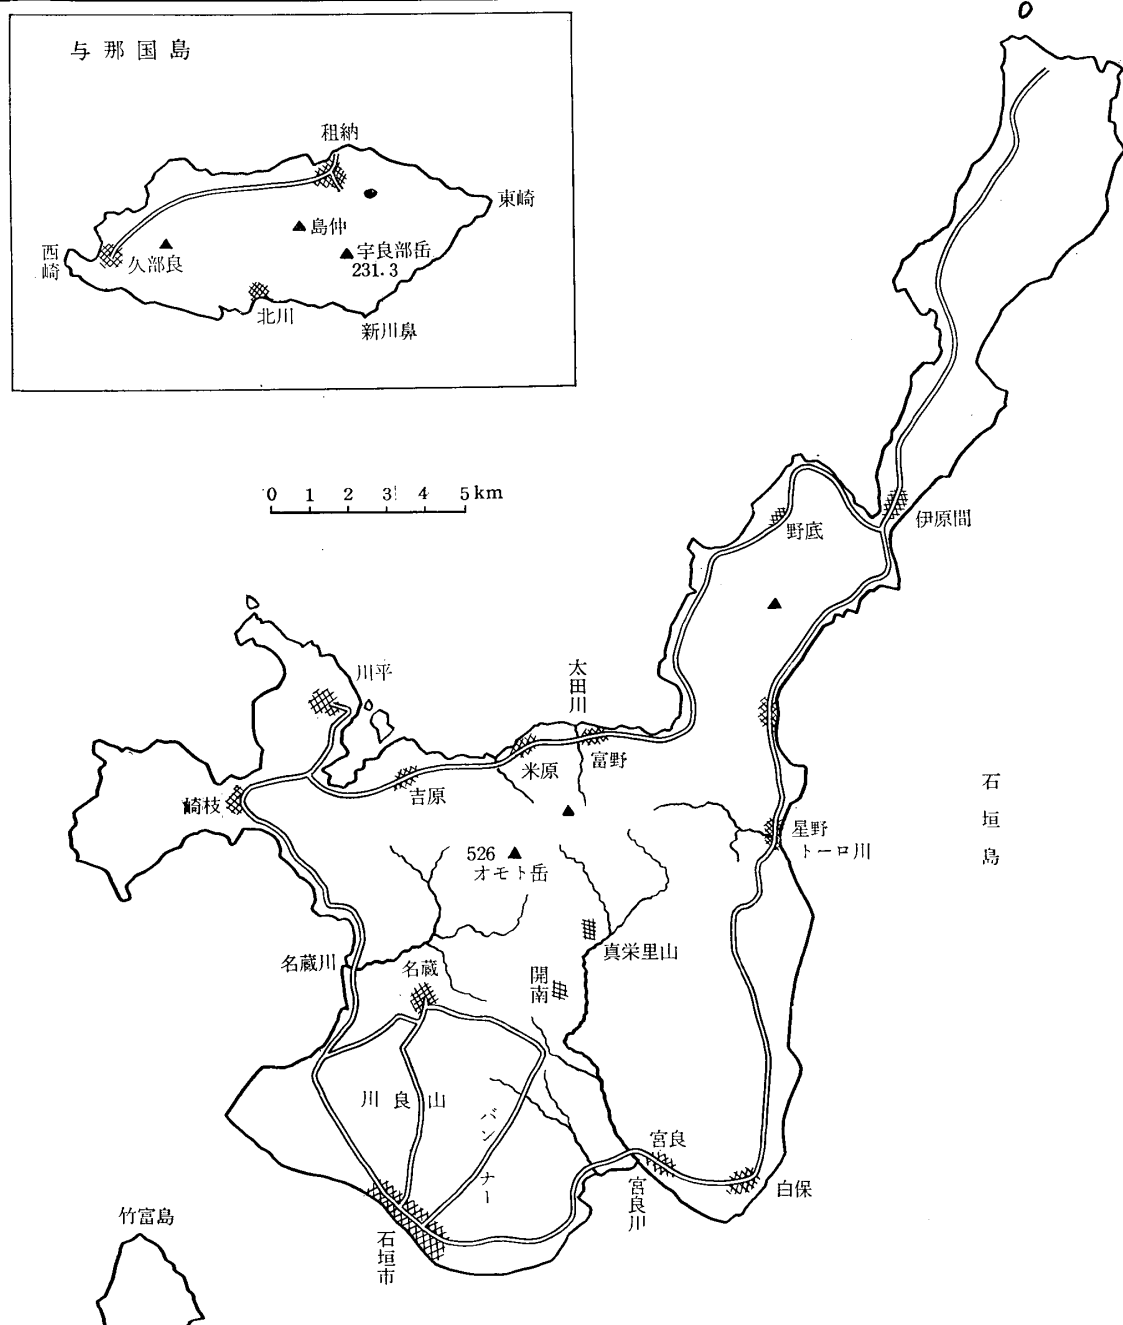 与那国島
租納
東崎
島仲
宇良部岳
231.3
西崎
久部良
北川
新川鼻
0 1 2 3 4 5km
伊原間
野底
川平
太田川
米原
富野
吉原
崎枝
石垣島
星野
トーロ川
526
オモト岳
真栄里山
名蔵川
名蔵
開南
川良山
バンナー
宮良
宮良川
白保
竹富島
石垣市